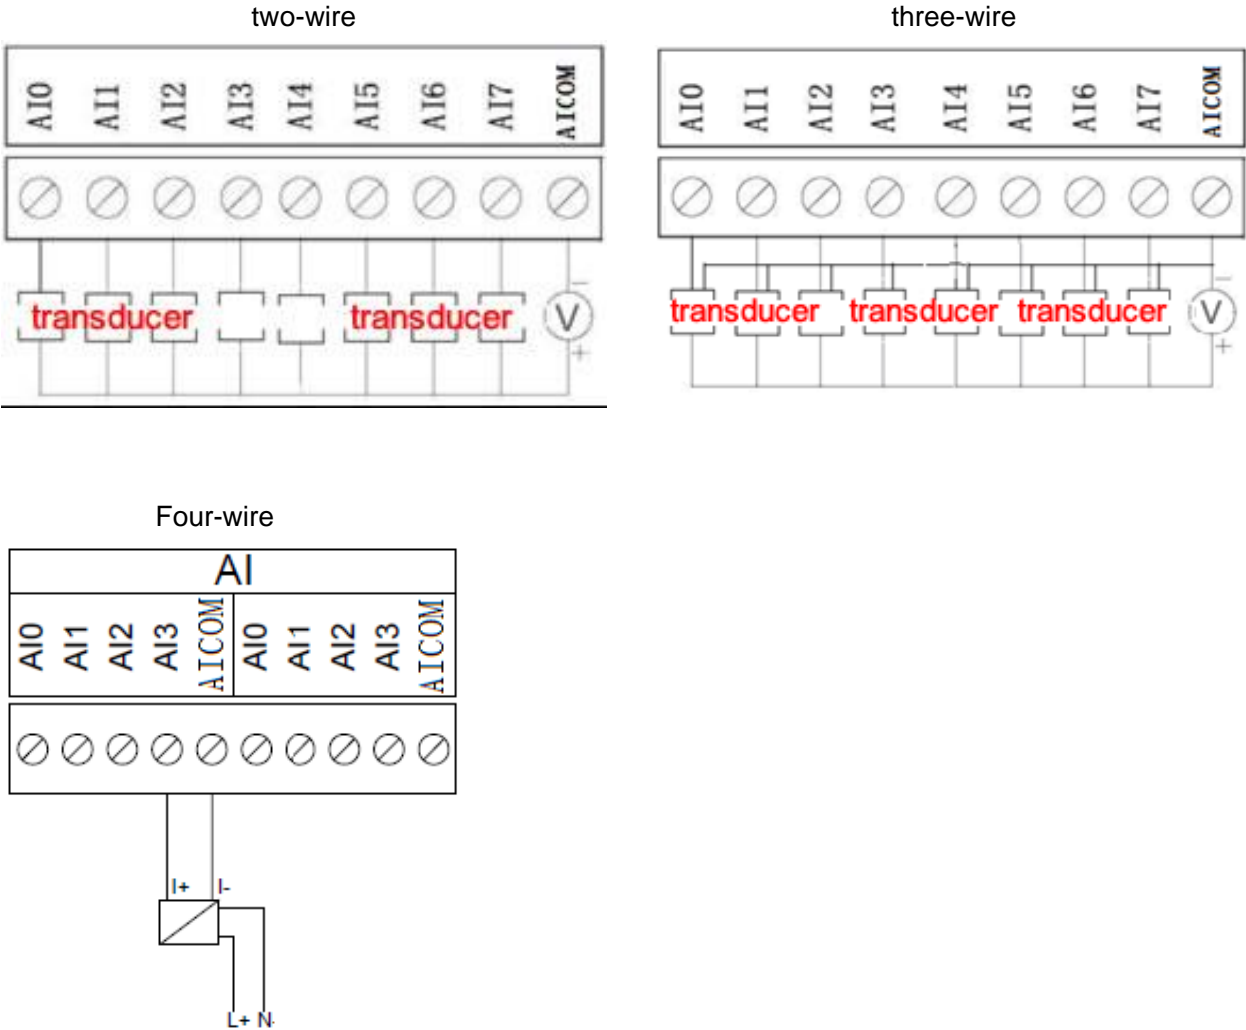 two-wire
AI0 AI1 AI2 AI3 AI4 AI5 AI6 AI7 AICOM
transducer transducer V
-
+
three-wire
AI0 AI1 AI2 AI3 AI4 AI5 AI6 AI7 AICOM
transducer transducer transducer V
-
+
Four-wire
AI
AI0 AI1 AI2 AI3 AICOM AI0 AI1 AI2 AI3 AICOM
I+ I-
L+ N-